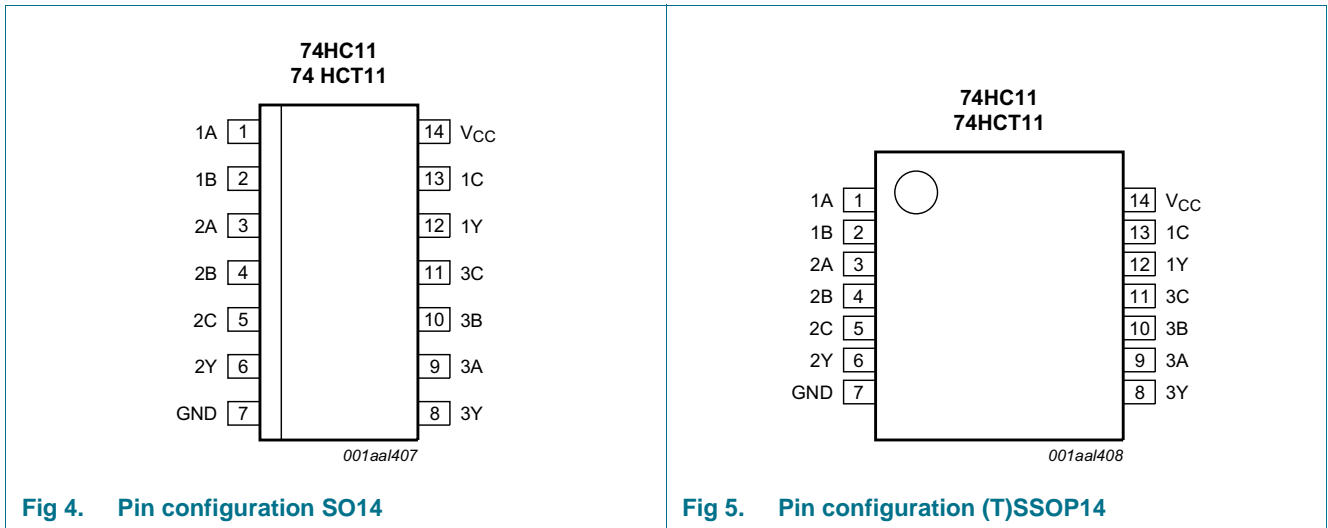 74HC11
74 HCT11
1A 1 14 VCC
1B 2 13 1C
2A 3 12 1Y
2B 4 11 3C
2C 5 10 3B
2Y 6 9 3A
GND 7 8 3Y
001aal407
Fig 4. Pin configuration SO14
74HC11
74HCT11
1A 1 14 VCC
1B 2 13 1C
2A 3 12 1Y
2B 4 11 3C
2C 5 10 3B
2Y 6 9 3A
GND 7 8 3Y
001aal408
Fig 5. Pin configuration (T)SSOP14